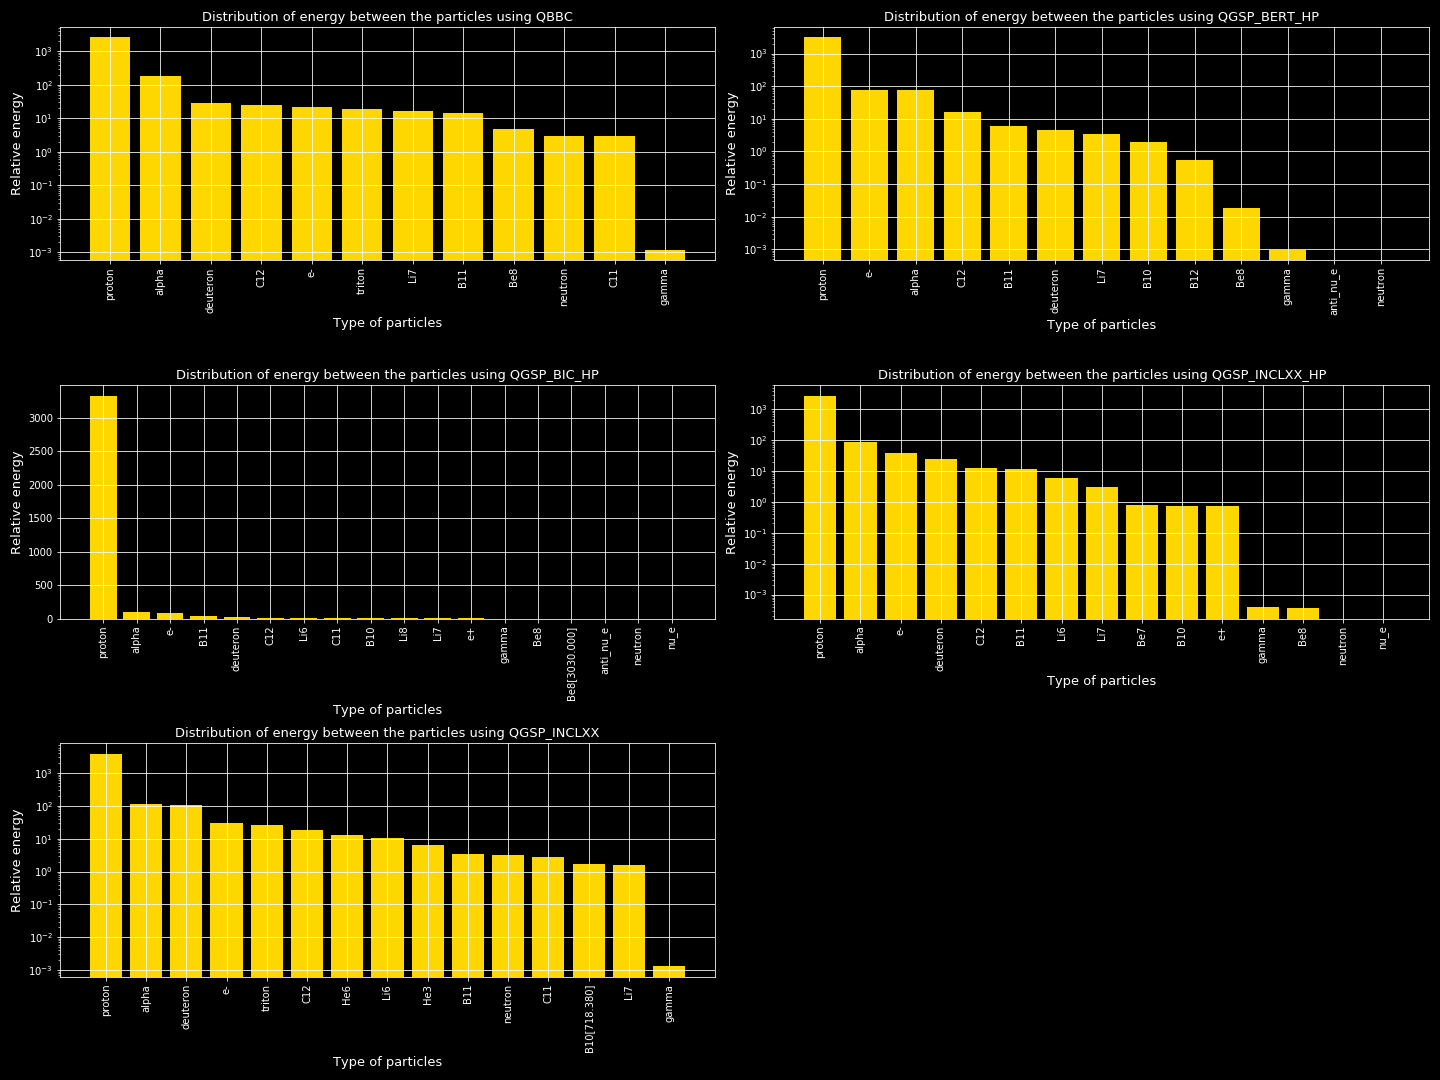 Distribution of energy between the particles using QBBC
Relative energy
10³
10²
10¹
10⁰
10⁻¹
10⁻²
10⁻³
proton alpha deuteron C12 e- triton Li7 B11 Be8 neutron C11 gamma
Type of particles
Distribution of energy between the particles using QGSP_BERT_HP
Relative energy
10³
10²
10¹
10⁰
10⁻¹
10⁻²
10⁻³
proton e- alpha C12 B11 deuteron Li7 B10 B12 Be8 gamma anti_nu_e neutron
Type of particles
Distribution of energy between the particles using QGSP_BIC_HP
Relative energy
3000
2500
2000
1500
1000
500
0
proton alpha e- B11 deuteron C12 Li6 C11 B10 Li8 Li7 e+ gamma Be8 Be8[3030.000] anti_nu_e neutron nu_e
Type of particles
Distribution of energy between the particles using QGSP_INCLXX_HP
Relative energy
10³
10²
10¹
10⁰
10⁻¹
10⁻²
10⁻³
proton alpha e- deuteron C12 B11 Li6 Li7 Be7 B10 e+ gamma Be8 neutron nu_e
Type of particles
Distribution of energy between the particles using QGSP_INCLXX
Relative energy
10³
10²
10¹
10⁰
10⁻¹
10⁻²
10⁻³
proton alpha deuteron e- triton C12 He6 Li6 He3 B11 neutron C11 B10[718.380] Li7 gamma
Type of particles